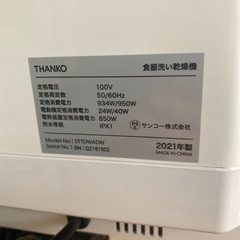 THANKO 食器洗い乾燥機
定格電圧 100V
定格周波数 50/60Hz
定格消費電力 934W/950W
電動機定格消費電力 24W/40W
電熱装置定格消費電力 850W
防水等級 IPX1
サンコー株式会社
Model No : STTDWADW
Serial No : SIN : G2161502
2021年製
MADE IN CHINA